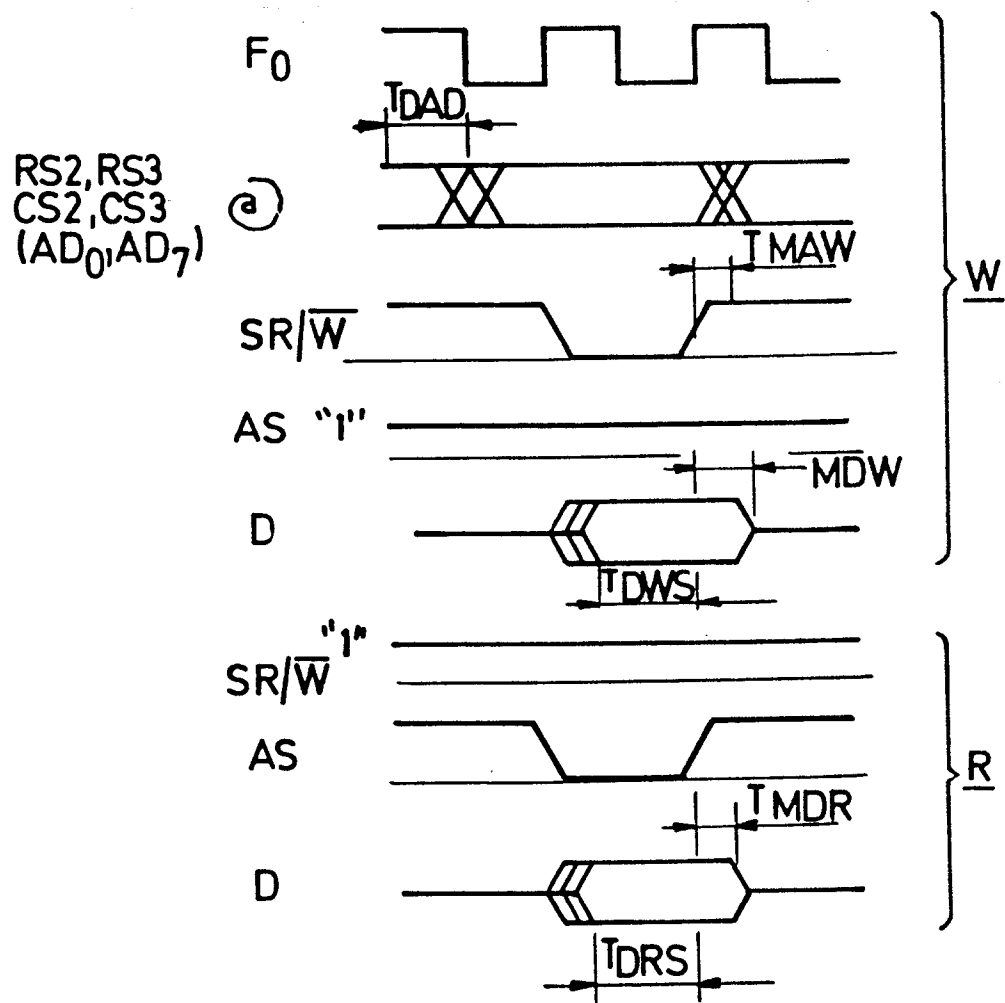 F0
TDAD
RS2, RS3
CS2, CS3
(AD0, AD7)
a
TMAW
W
SR/W̅
AS "1"
MDW
D
TDWS
"1"
SR/W̅
AS
R
TMDR
D
TDRS